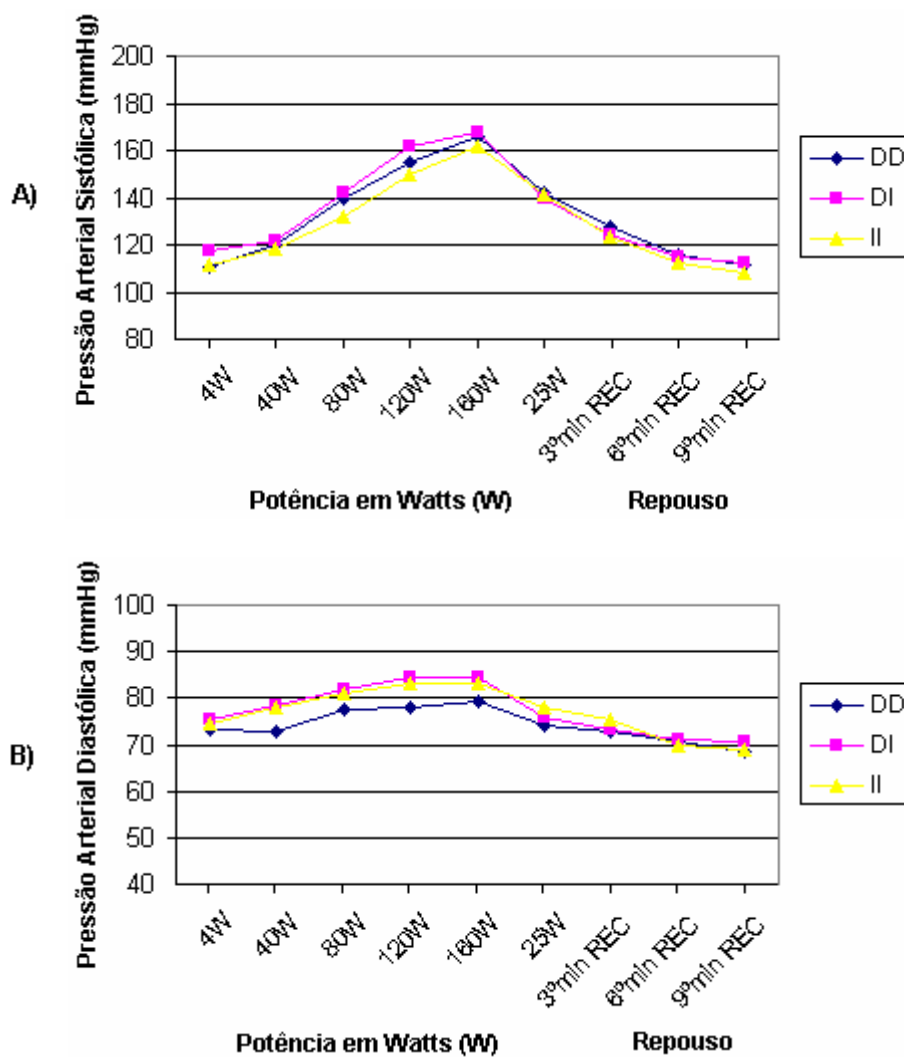 A)
Pressão Arterial Sistólica (mmHg)
200
180
160
140
120
100
80
4W
40W
80W
120W
160W
25W
3ºmin REC
6ºmin REC
9ºmin REC
Potência em Watts (W)
Repouso
DD
DI
II
B)
Pressão Arterial Diastólica (mmHg)
100
90
80
70
60
50
40
4W
40W
80W
120W
160W
25W
3ºmin REC
6ºmin REC
9ºmin REC
Potência em Watts (W)
Repouso
DD
DI
II